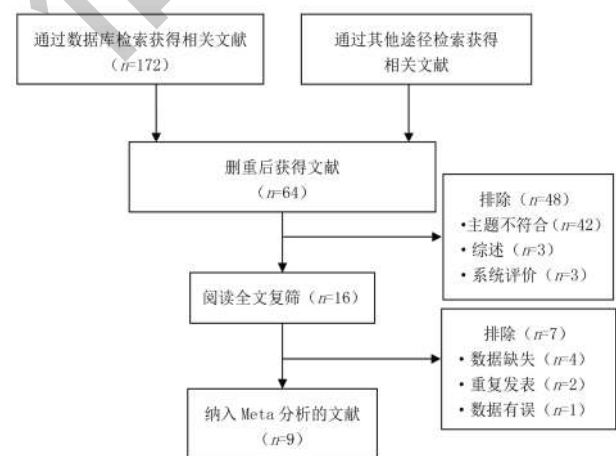 通过数据库检索获得相关文献
（n=172）
通过其他途径检索获得
相关文献
删重后获得文献
（n=64）
排除（n=48）
•主题不符合（n=42）
•综述（n=3）
•系统评价（n=3）
阅读全文复筛（n=16）
排除（n=7）
•数据缺失（n=4）
•重复发表（n=2）
•数据有误（n=1）
纳入 Meta 分析的文献
（n=9）